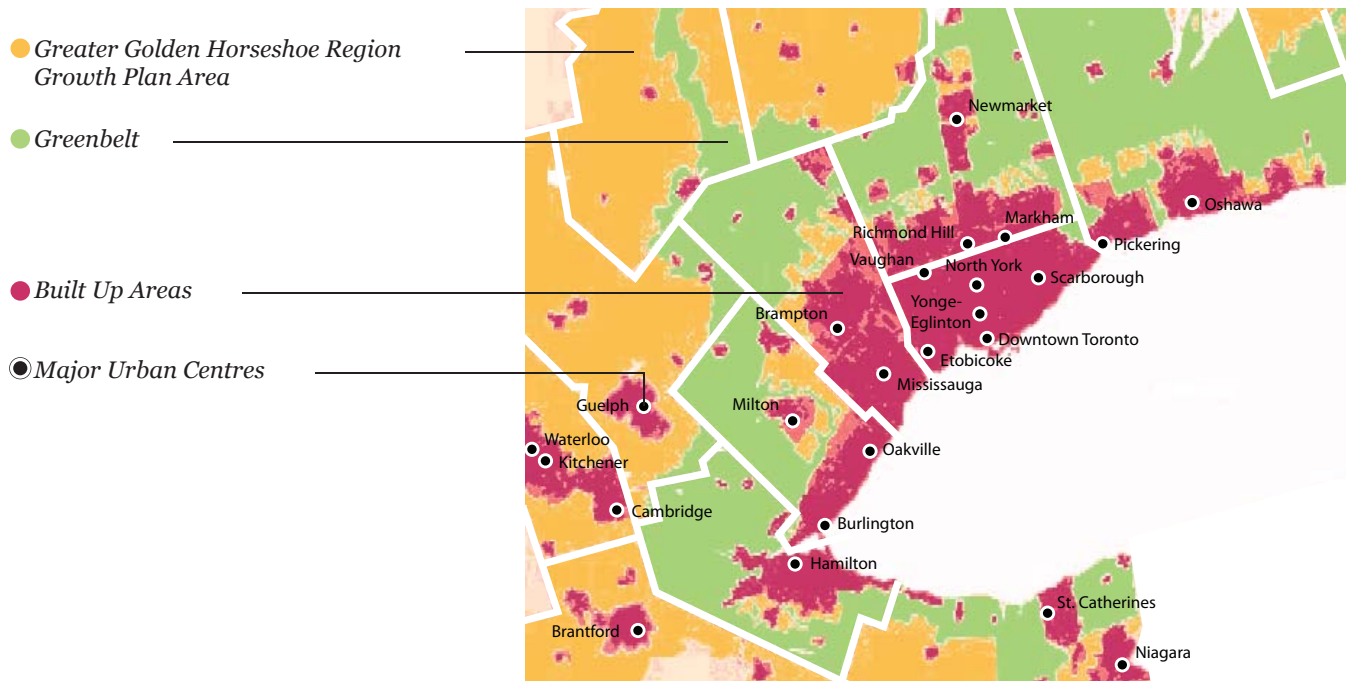 Greater Golden Horseshoe Region
Growth Plan Area
Greenbelt
Built Up Areas
Major Urban Centres
Newmarket
Oshawa
Markham
Richmond Hill
Pickering
Vaughan
North York
Scarborough
Yonge-
Eglinton
Brampton
Downtown Toronto
Etobicoke
Mississauga
Guelph
Milton
Waterloo
Oakville
Kitchener
Cambridge
Burlington
Hamilton
St. Catherines
Brantford
Niagara